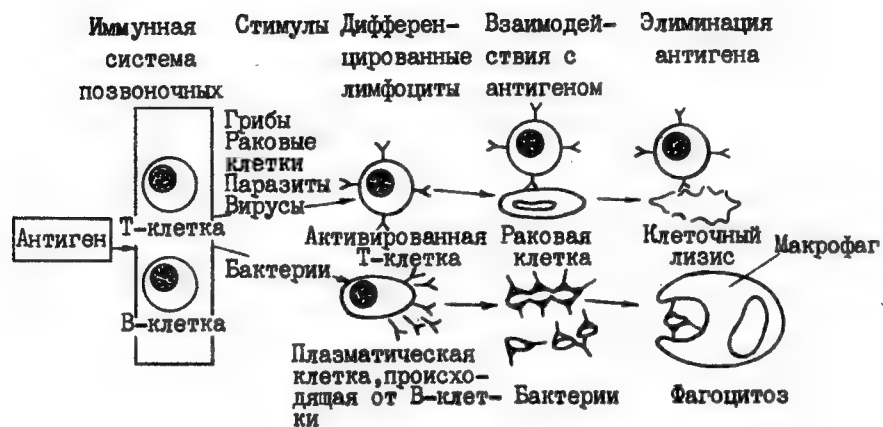 Иммунная
система
позвоночных
Стимулы
Дифферен-
цированные
лимфоциты
Взаимодей-
ствия с
антигеном
Элиминация
антигена
Грибы
Раковые
клетки
Паразиты
Вирусы
Антиген
Т-клетка
Активированная
Т-клетка
Раковая
клетка
Клеточный
лизис
Макрофаг
Бактерии
В-клетка
Плазматическая
клетка,происхо-
дящая от В-клет-
ки
Бактерии
Фагоцитоз